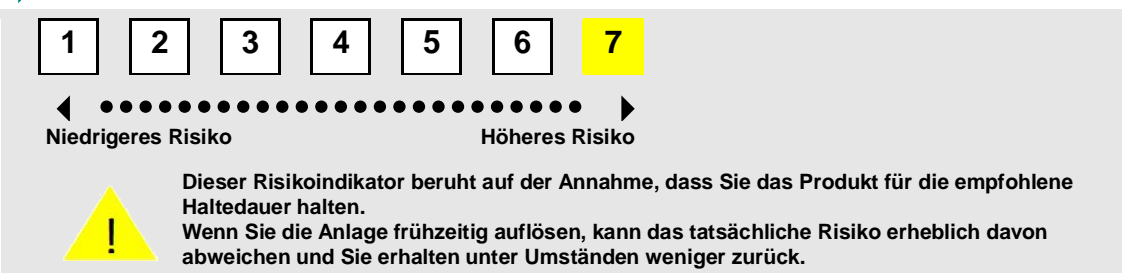 1 2 3 4 5 6 7
Niedrigeres Risiko Höheres Risiko
Dieser Risikoindikator beruht auf der Annahme, dass Sie das Produkt für die empfohlene
Haltedauer halten.
Wenn Sie die Anlage frühzeitig auflösen, kann das tatsächliche Risiko erheblich davon
abweichen und Sie erhalten unter Umständen weniger zurück.
!